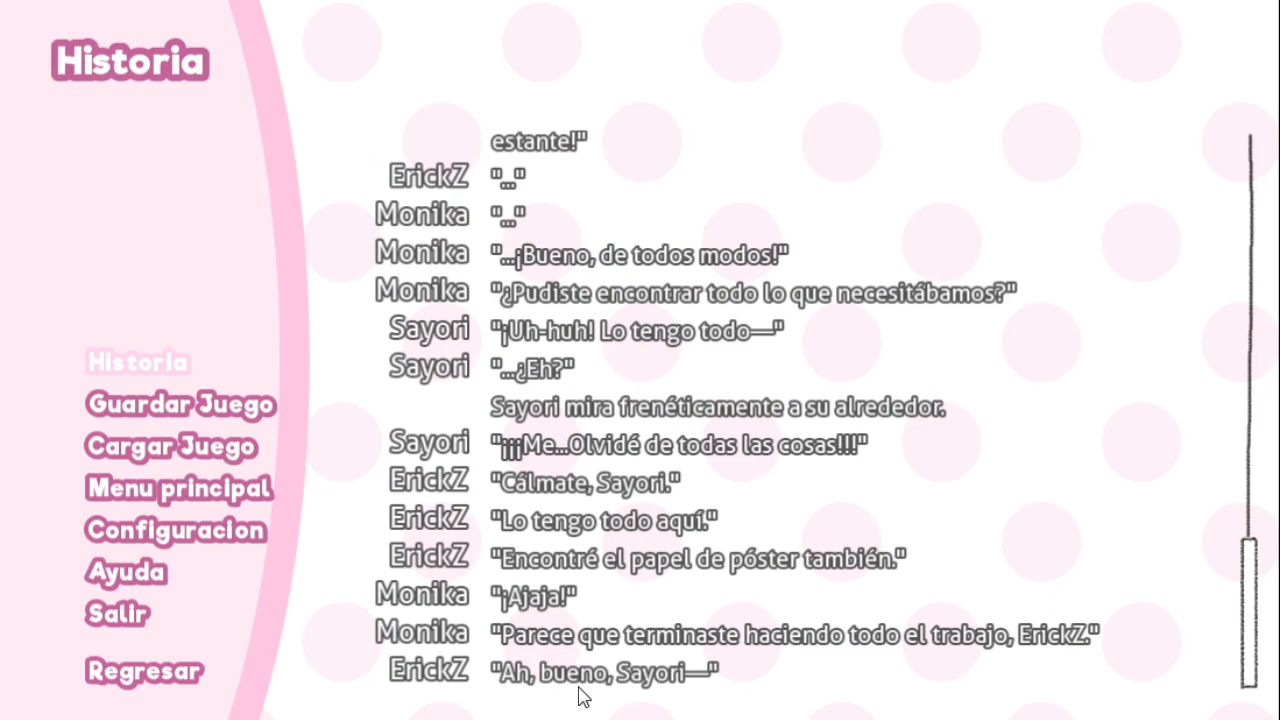 Historia
estante!"
ErickZ "..."
Monika "..."
Monika "...¡Bueno, de todos modos!"
Monika "¿Pudiste encontrar todo lo que necesitábamos?"
Sayori "¡Uh-huh! Lo tengo todo—"
Sayori "...¿Eh?"
Sayori mira frenéticamente a su alrededor.
Sayori "¡¡¡Me...Olvidé de todas las cosas!!!"
ErickZ "Cálmate, Sayori."
ErickZ "Lo tengo todo aquí."
ErickZ "Encontré el papel de póster también."
Monika "¡Ajaja!"
Monika "Parece que terminaste haciendo todo el trabajo, ErickZ."
ErickZ "Ah, bueno, Sayori—"
Historia
Guardar Juego
Cargar Juego
Menu principal
Configuracion
Ayuda
Salir
Regresar